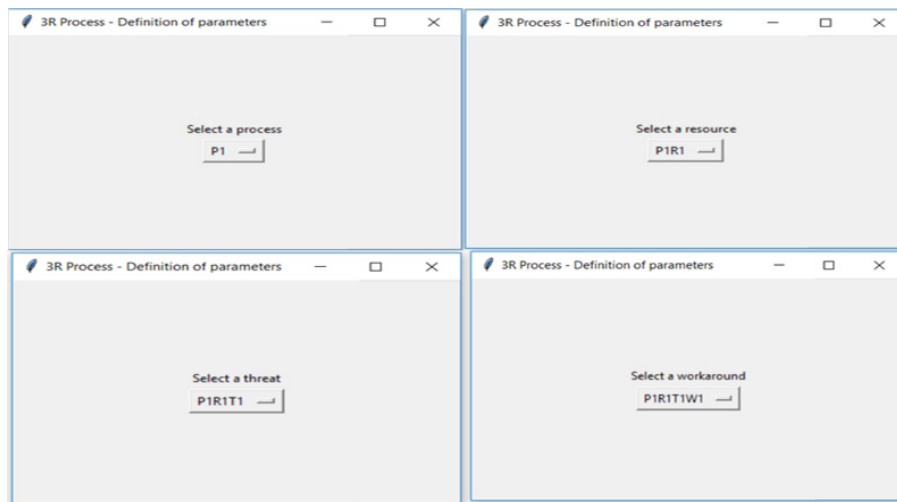 3R Process - Definition of parameters
Select a process
P1
3R Process - Definition of parameters
Select a resource
P1R1
3R Process - Definition of parameters
Select a threat
P1R1T1
3R Process - Definition of parameters
Select a workaround
P1R1T1W1